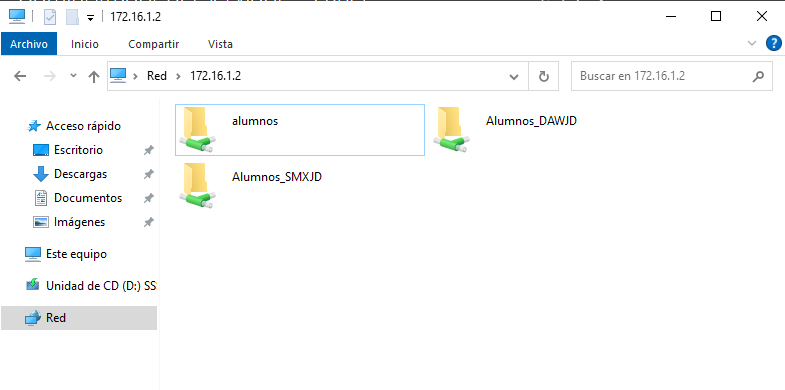 172.16.1.2
Archivo Inicio Compartir Vista
Red 172.16.1.2 Buscar en 172.16.1.2
Acceso rápido
Escritorio
Descargas
Documentos
Imágenes
Este equipo
Unidad de CD (D:) SS
Red
alumnos Alumnos_DAWJD
Alumnos_SMXJD